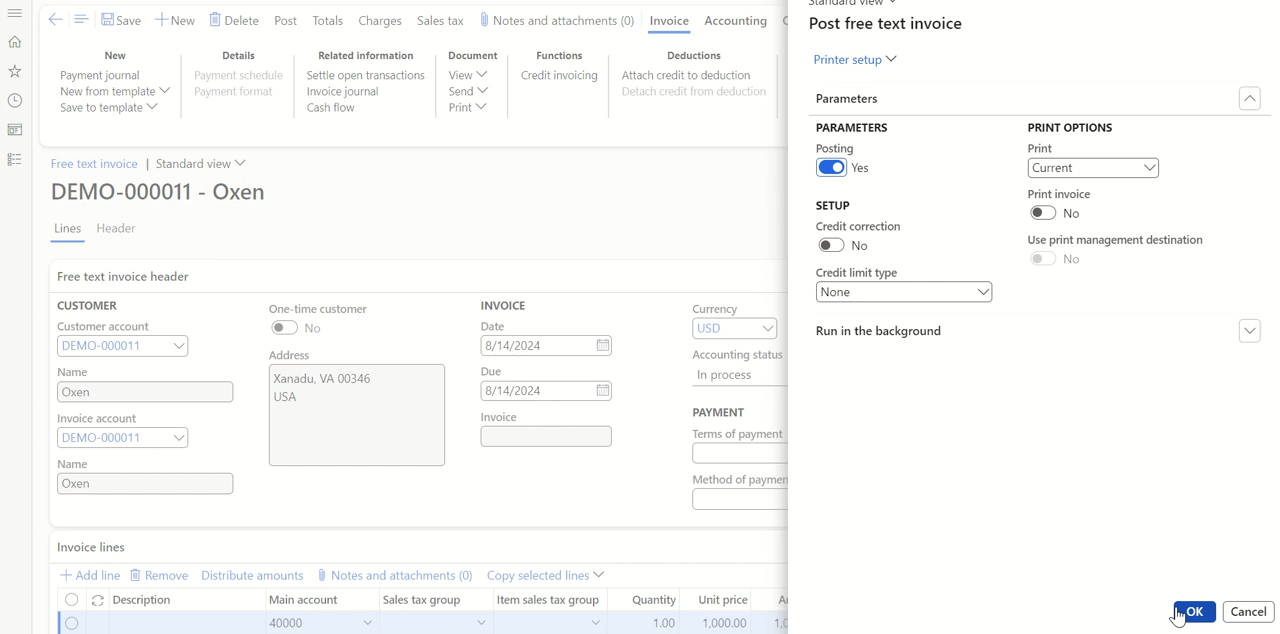 Save
New
Delete
Post
Totals
Charges
Sales tax
Notes and attachments (0)
Invoice
Accounting
New
Payment journal
New from template
Save to template
Details
Payment schedule
Payment format
Related information
Settle open transactions
Invoice journal
Cash flow
Document
View
Send
Print
Functions
Credit invoicing
Deductions
Attach credit to deduction
Detach credit from deduction
Free text invoice | Standard view
DEMO-000011 - Oxen
Lines
Header
Free text invoice header
CUSTOMER
Customer account
DEMO-000011
Name
Oxen
Invoice account
DEMO-000011
Name
Oxen
One-time customer
No
Address
Xanadu, VA 00346
USA
INVOICE
Date
8/14/2024
Due
8/14/2024
Invoice
Currency
USD
Accounting status
In process
PAYMENT
Terms of payment
Method of paymen
Invoice lines
Add line
Remove
Distribute amounts
Notes and attachments (0)
Copy selected lines
Description
Main account
Sales tax group
Item sales tax group
Quantity
Unit price
40000
1.00
1,000.00
Standard view
Post free text invoice
Printer setup
Parameters
PARAMETERS
Posting
Yes
SETUP
Credit correction
No
Credit limit type
None
PRINT OPTIONS
Print
Current
Print invoice
No
Use print management destination
No
Run in the background
OK
Cancel